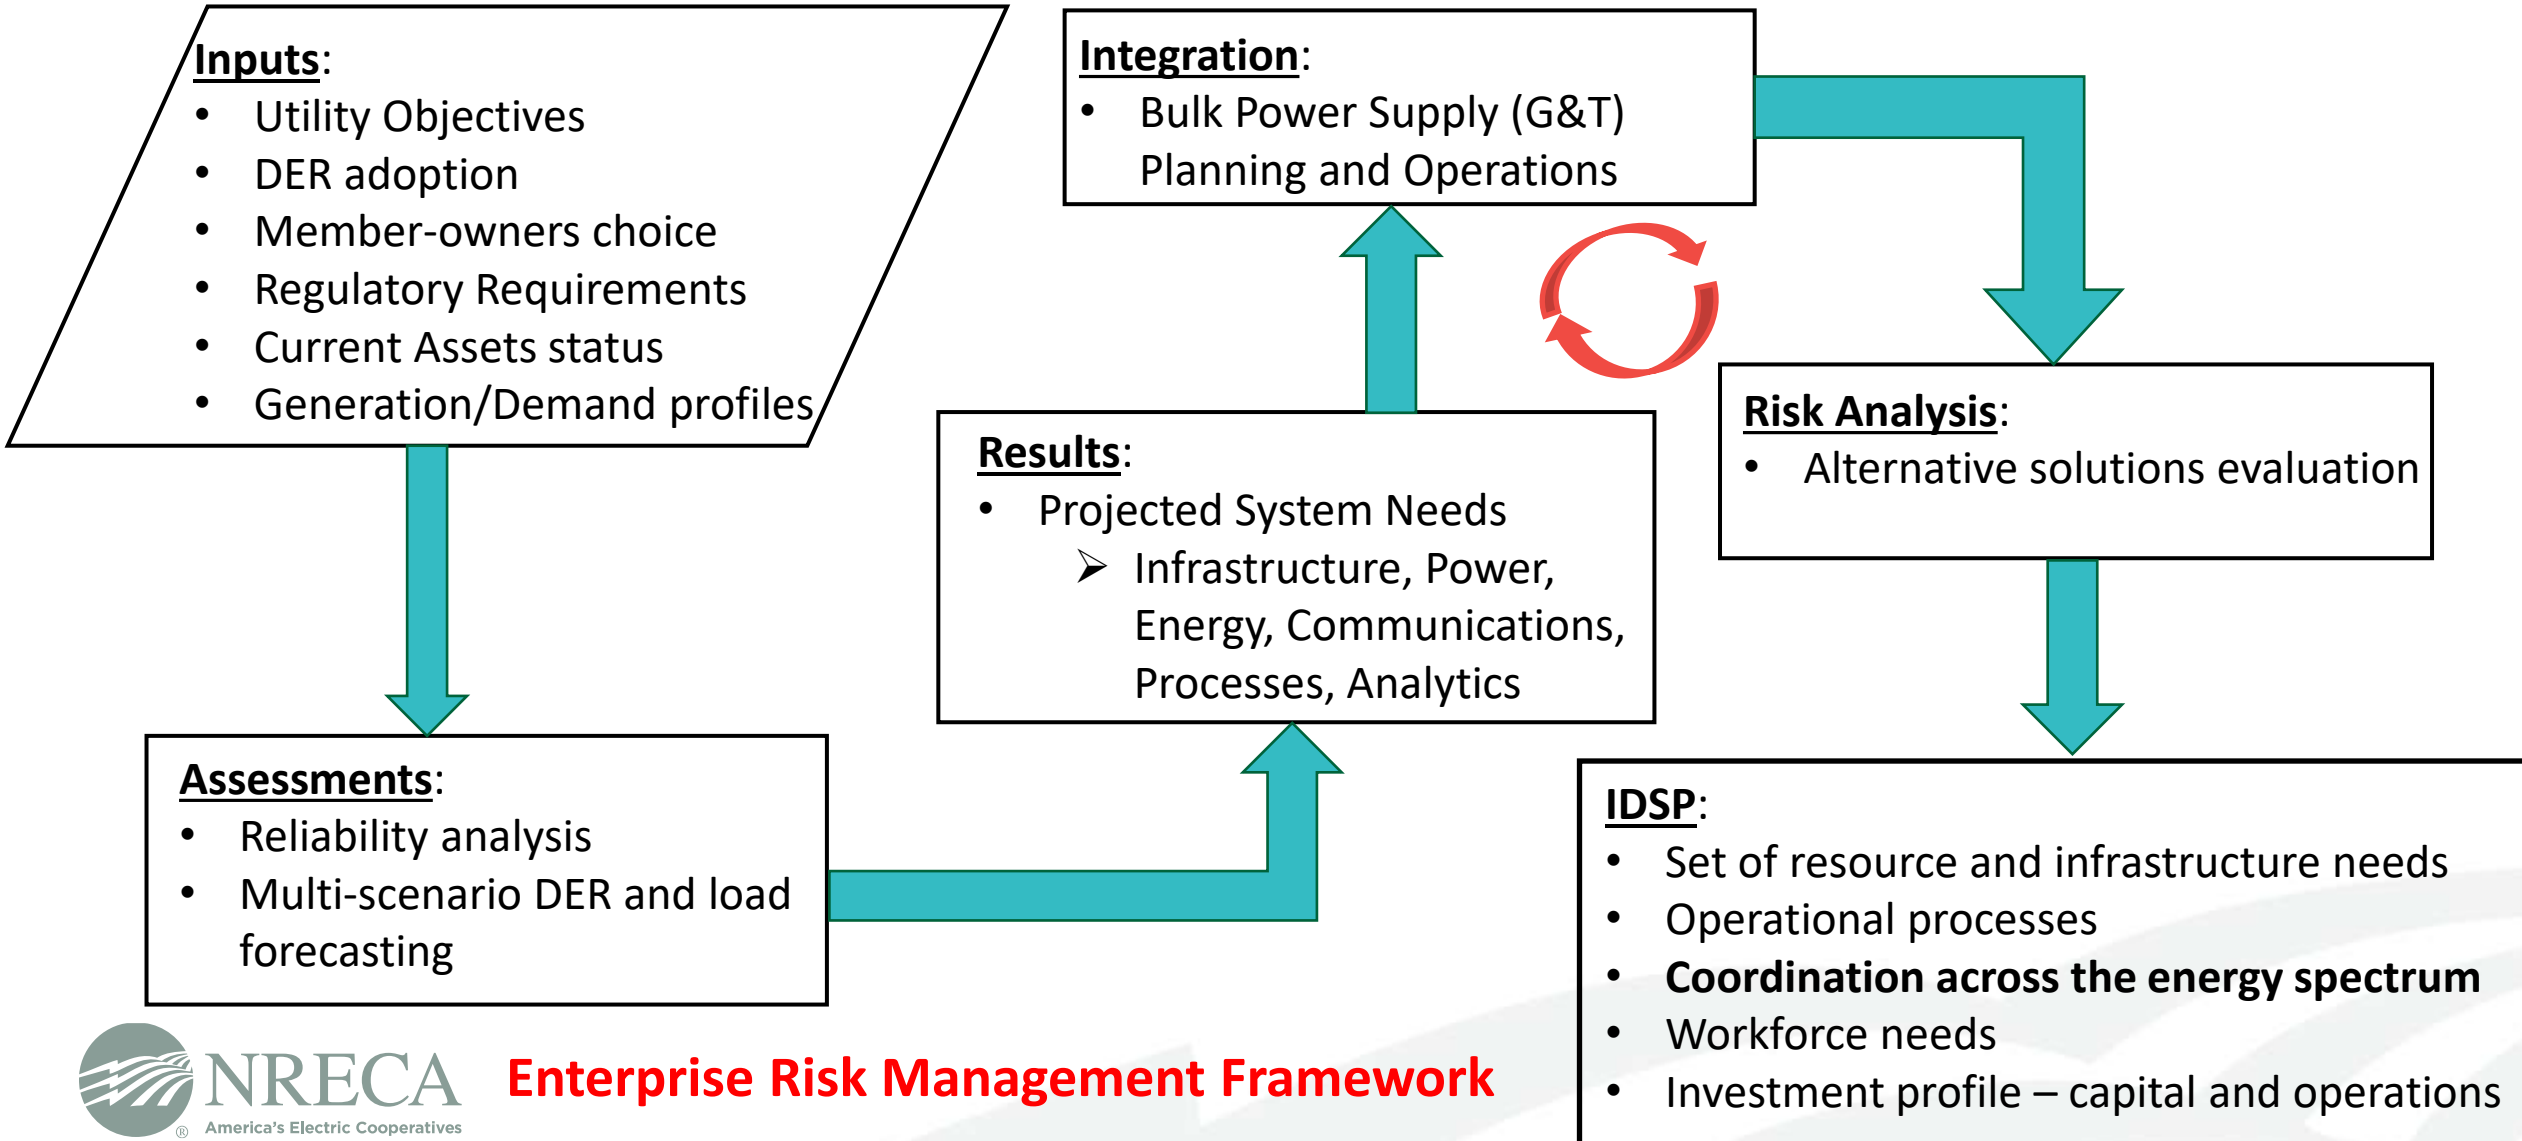 Inputs:
• Utility Objectives
• DER adoption
• Member-owners choice
• Regulatory Requirements
• Current Assets status
• Generation/Demand profiles
Assessments:
• Reliability analysis
• Multi-scenario DER and load
forecasting
Results:
• Projected System Needs
➢ Infrastructure, Power,
Energy, Communications,
Processes, Analytics
Integration:
• Bulk Power Supply (G&T)
Planning and Operations
Risk Analysis:
• Alternative solutions evaluation
IDSP:
• Set of resource and infrastructure needs
• Operational processes
• Coordination across the energy spectrum
• Workforce needs
• Investment profile – capital and operations
NRECA
®
America's Electric Cooperatives
Enterprise Risk Management Framework